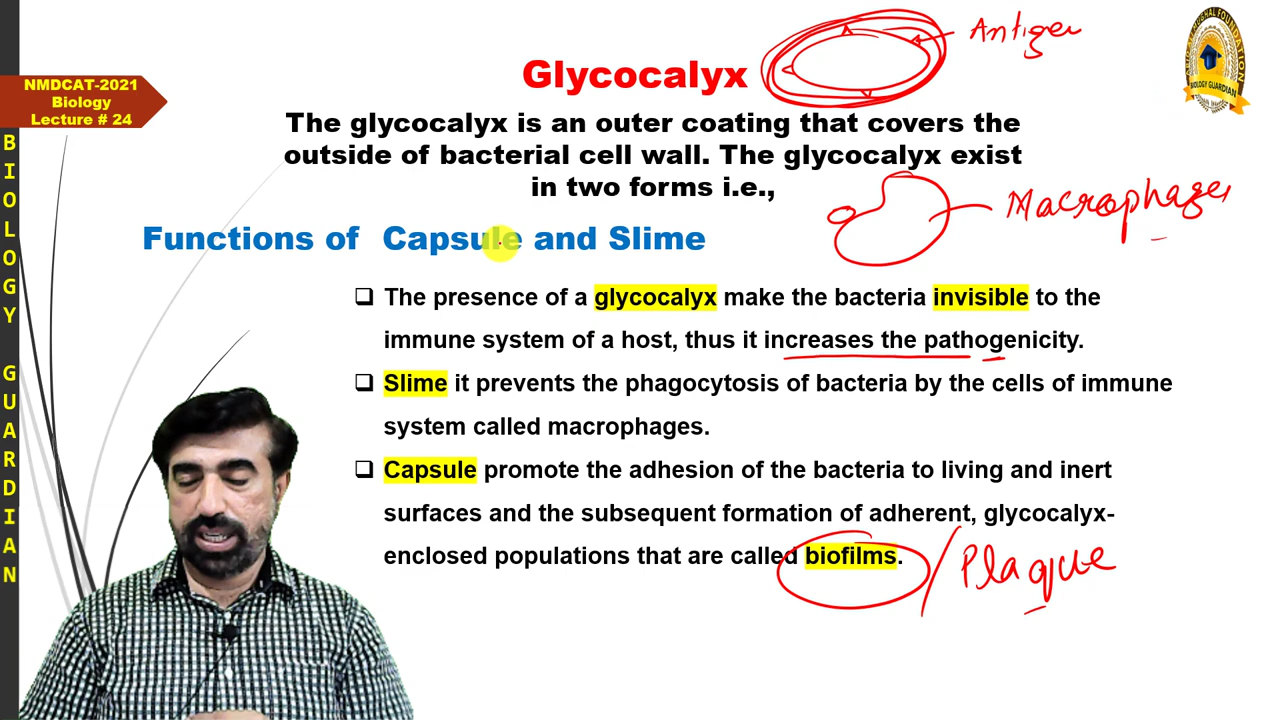 Antigen
Glycocalyx
NMDCAT-2021
Biology
Lecture # 24
The glycocalyx is an outer coating that covers the
outside of bacterial cell wall. The glycocalyx exist
in two forms i.e.,
Macrophages
Functions of Capsule and Slime
The presence of a glycocalyx make the bacteria invisible to the
immune system of a host, thus it increases the pathogenicity.
Slime it prevents the phagocytosis of bacteria by the cells of immune
system called macrophages.
Capsule promote the adhesion of the bacteria to living and inert
surfaces and the subsequent formation of adherent, glycocalyx-
enclosed populations that are called biofilms.
/ Plaque
BIOLOGY GUARDIAN
BIOLOGY GUARDIAN